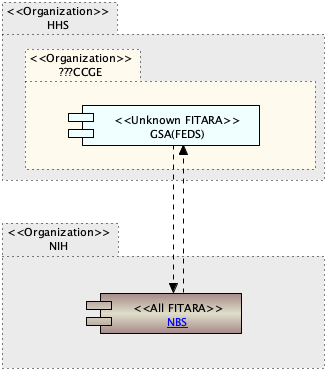 <<Organization>>
HHS
<<Organization>>
???CCGE
<<Unknown FITARA>>
GSA(FEDS)
<<Organization>>
NIH
<<All FITARA>>
NBS